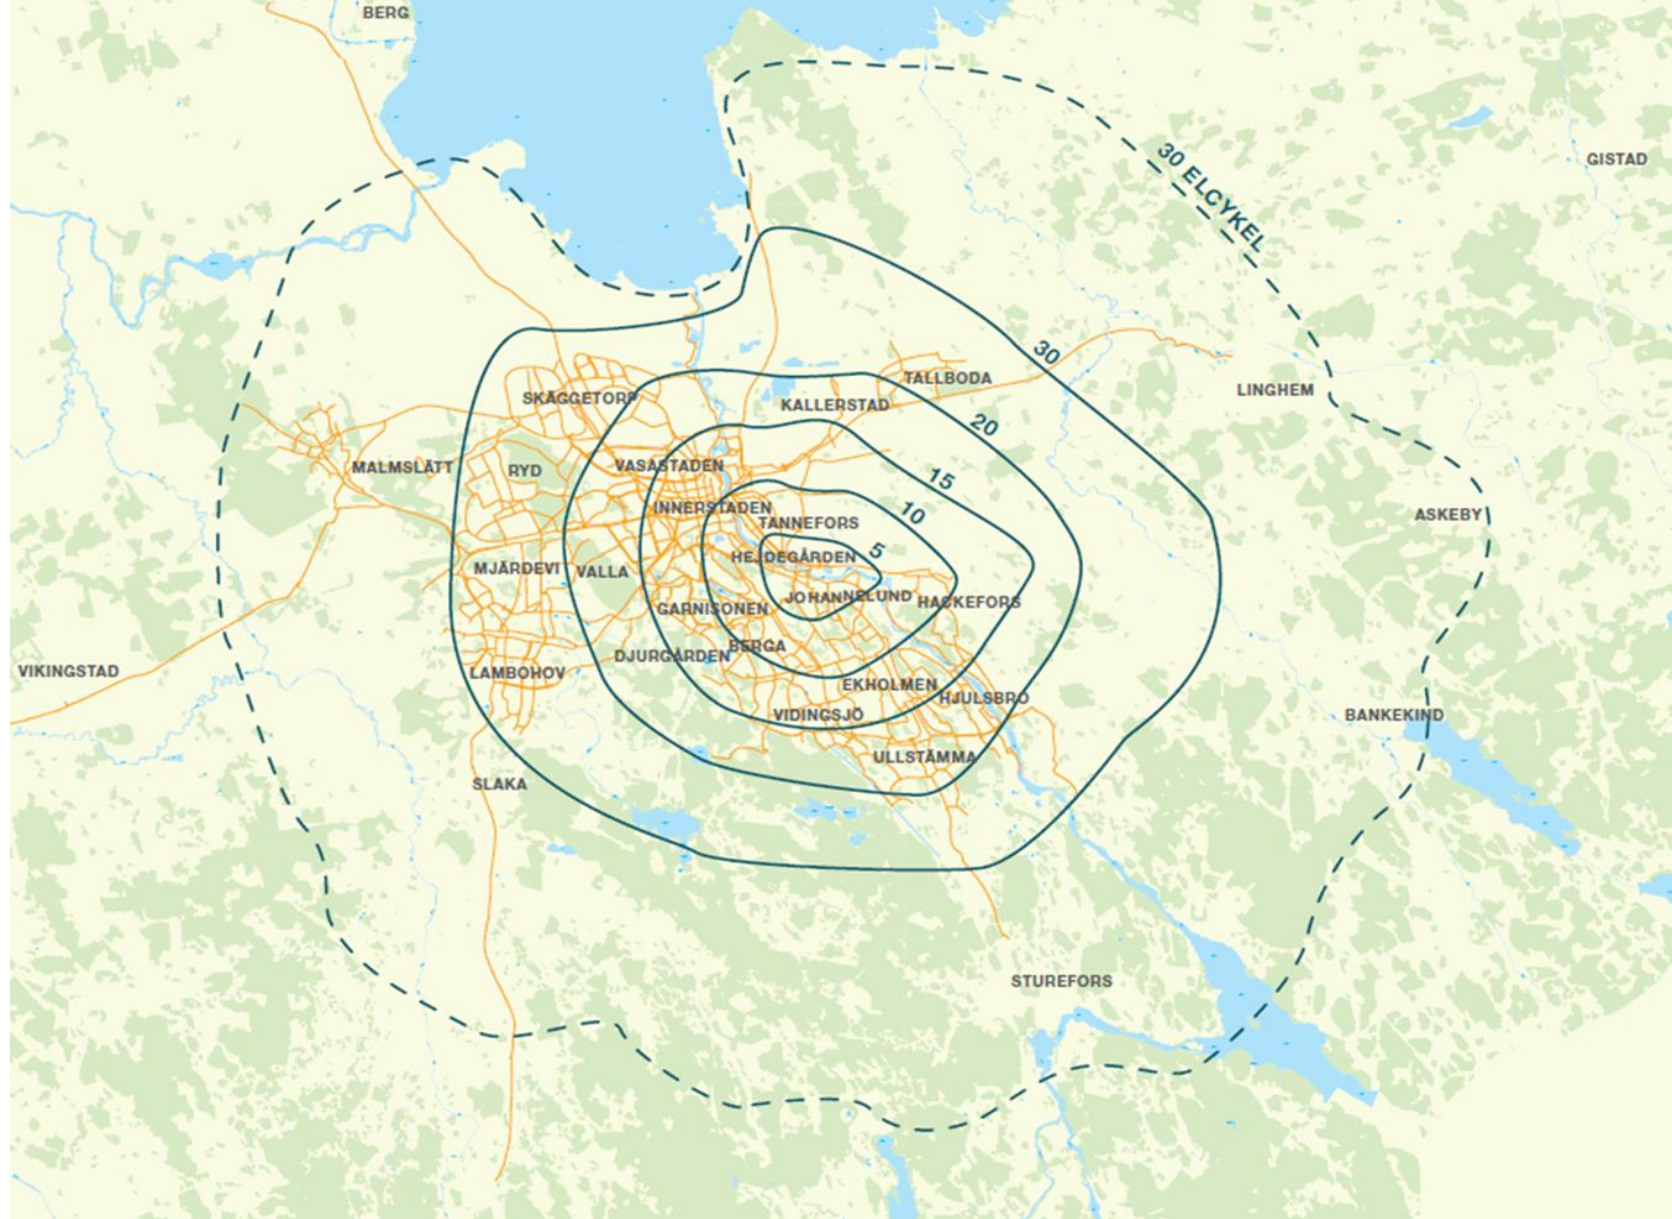 BERG
30 ELCYKEL
GISTAD
30
TALLBODA
LINGHEM
SKÄGGETORP
KALLERSTAD
20
MALMSLÄTT
RYD
VASASTADEN
15
INNERSTADEN
10
ASKEBY
TANNEFORS
HEJDEGÅRDEN
5
MJÄRDEVI
VALLA
JOHANNELUND
HACKEFORS
GARNISONEN
BERGA
DJURGÅRDEN
VIKINGSTAD
LAMBOHOV
EKHOLMEN
HJULSBRO
VIDINGSJÖ
BANKEKIND
ULLSTÄMMA
SLAKA
STUREFORS